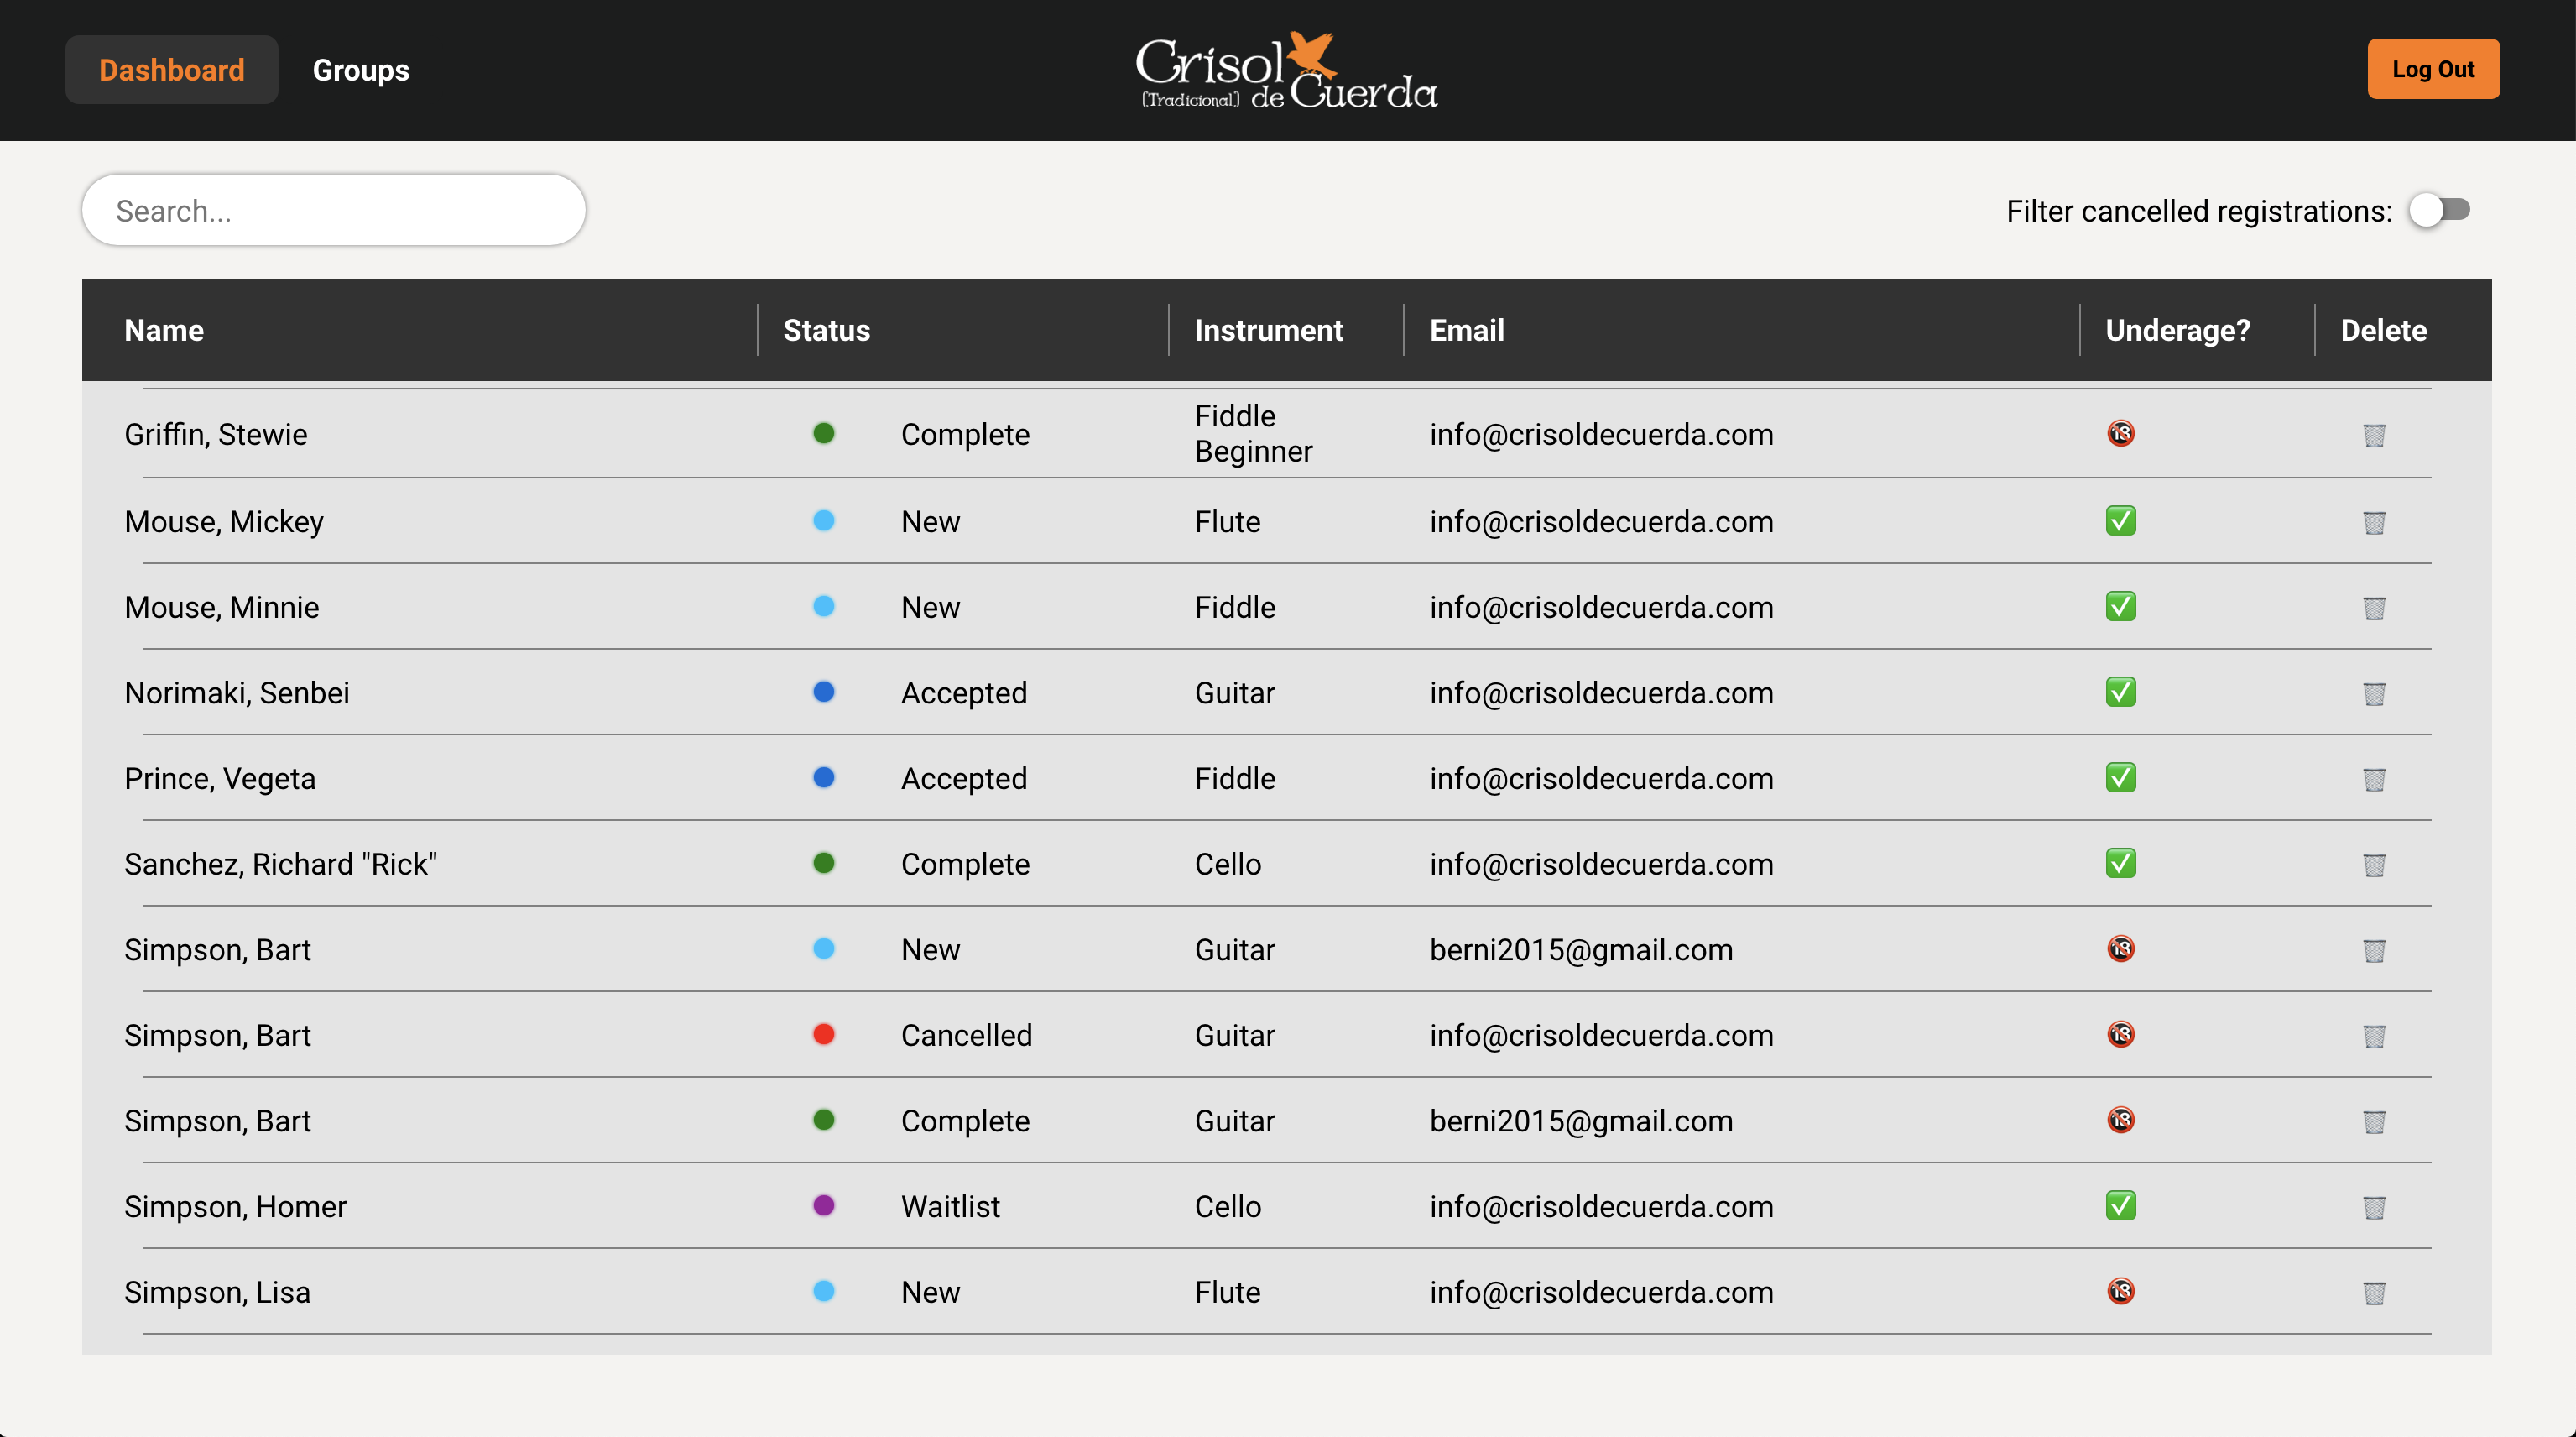 Dashboard
Groups
Crisol
(Tradicional) de Cuerda
Log Out
Search...
Filter cancelled registrations:
Name Status Instrument Email Underage? Delete
Griffin, Stewie Complete Fiddle Beginner info@crisoldecuerda.com
Mouse, Mickey New Flute info@crisoldecuerda.com
Mouse, Minnie New Fiddle info@crisoldecuerda.com
Norimaki, Senbei Accepted Guitar info@crisoldecuerda.com
Prince, Vegeta Accepted Fiddle info@crisoldecuerda.com
Sanchez, Richard "Rick" Complete Cello info@crisoldecuerda.com
Simpson, Bart New Guitar berni2015@gmail.com
Simpson, Bart Cancelled Guitar info@crisoldecuerda.com
Simpson, Bart Complete Guitar berni2015@gmail.com
Simpson, Homer Waitlist Cello info@crisoldecuerda.com
Simpson, Lisa New Flute info@crisoldecuerda.com